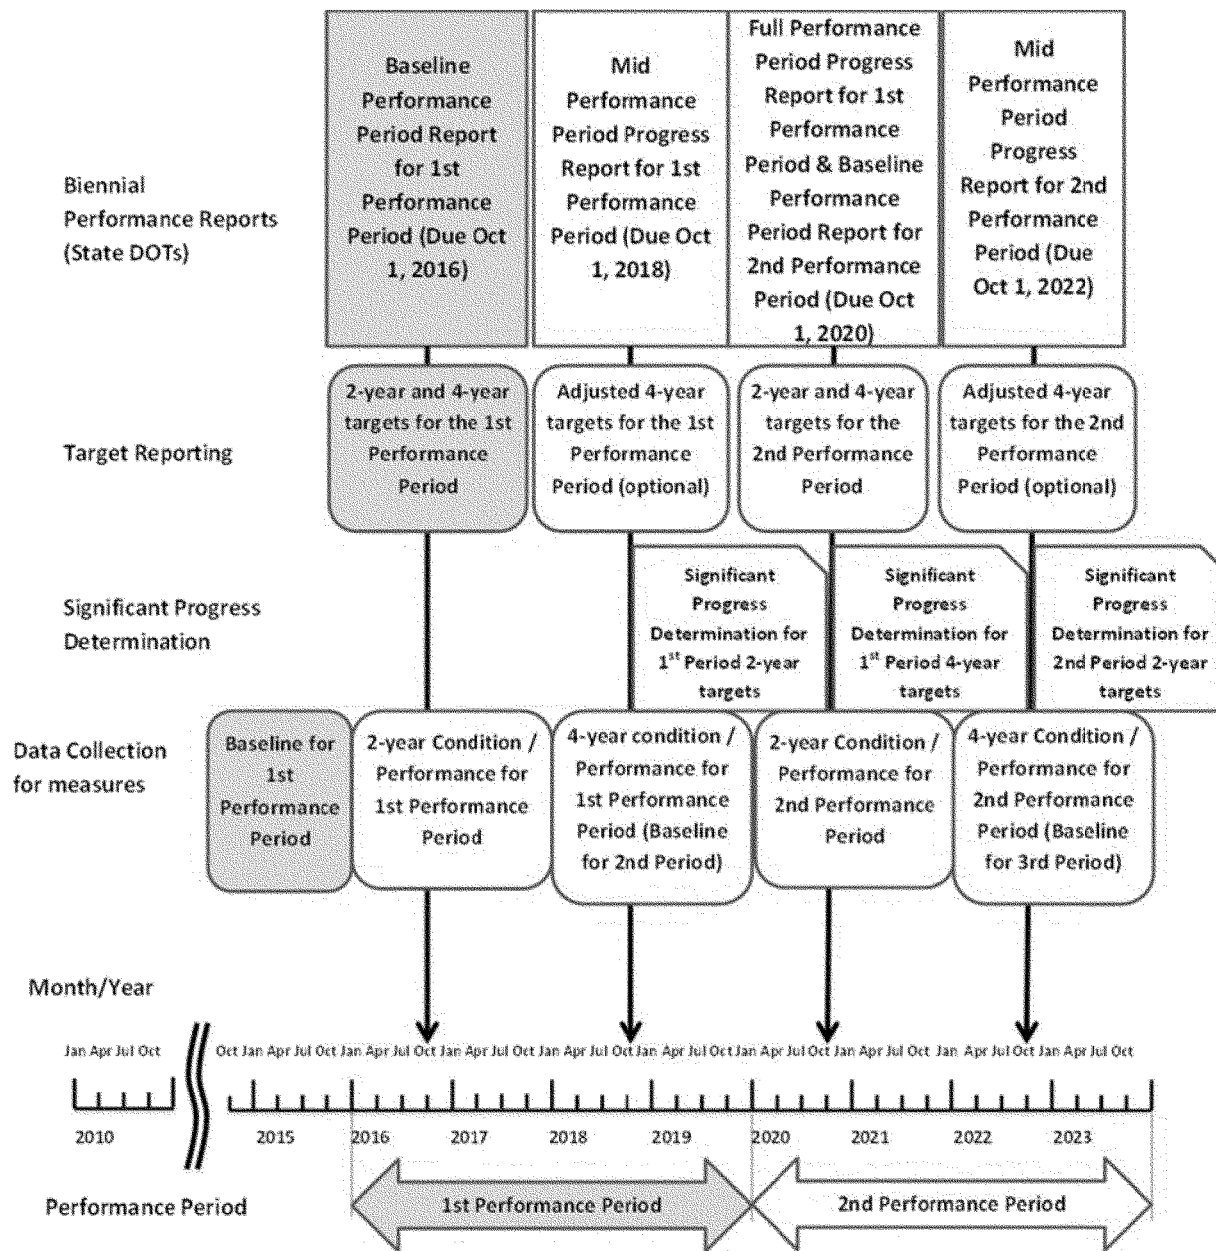 Biennial
Performance Reports
(State DOTs)
Baseline
Performance
Period Report
for 1st
Performance
Period (Due Oct
1, 2016)
Mid
Performance
Period Progress
Report for 1st
Performance
Period (Due Oct
1, 2018)
Full Performance
Period Progress
Report for 1st
Performance
Period & Baseline
Performance
Period Report for
2nd Performance
Period (Due Oct
1, 2020)
Mid
Performance
Period
Progress
Report for 2nd
Performance
Period (Due
Oct 1, 2022)
Target Reporting
2-year and 4-year
targets for the 1st
Performance
Period
Adjusted 4-year
targets for the 1st
Performance
Period (optional)
2-year and 4-year
targets for the
2nd Performance
Period
Adjusted 4-year
targets for the 2nd
Performance
Period (optional)
Significant Progress
Determination
Significant
Progress
Determination for
1st Period 2-year
targets
Significant
Progress
Determination for
1st Period 4-year
targets
Significant
Progress
Determination for
2nd Period 2-year
targets
Data Collection
for measures
Baseline for
1st
Performance
Period
2-year Condition /
Performance for
1st Performance
Period
4-year condition /
Performance for
1st Performance
Period (Baseline
for 2nd Period)
2-year Condition /
Performance for
2nd Performance
Period
4-year Condition /
Performance for
2nd Performance
Period (Baseline
for 3rd Period)
Month/Year
Jan Apr Jul Oct
Oct Jan Apr Jul Oct Jan Apr Jul Oct Jan Apr Jul Oct Jan Apr Jul Oct Jan Apr Jul Oct Jan Apr Jul Oct Jan Apr Jul Oct Jan Apr Jul Oct Jan Apr Jul Oct
2010 2015 2016 2017 2018 2019 2020 2021 2022 2023
Performance Period
1st Performance Period
2nd Performance Period